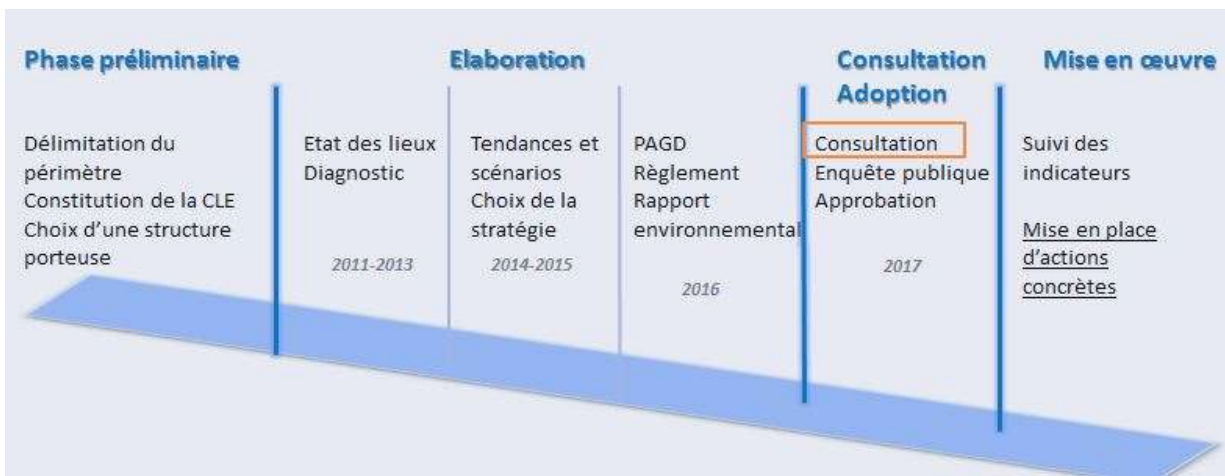 Phase préliminaire
Délimitation du
périmètre
Constitution de la CLE
Choix d'une structure
porteuse
Elaboration
Etat des lieux
Diagnostic
2011-2013
Tendances et
scénarios
Choix de la
stratégie
2014-2015
PAGD
Règlement
Rapport
environnemental
2016
Consultation
Adoption
Consultation
Enquête publique
Approbation
2017
Mise en œuvre
Suivi des
indicateurs
Mise en place
d'actions
concrètes